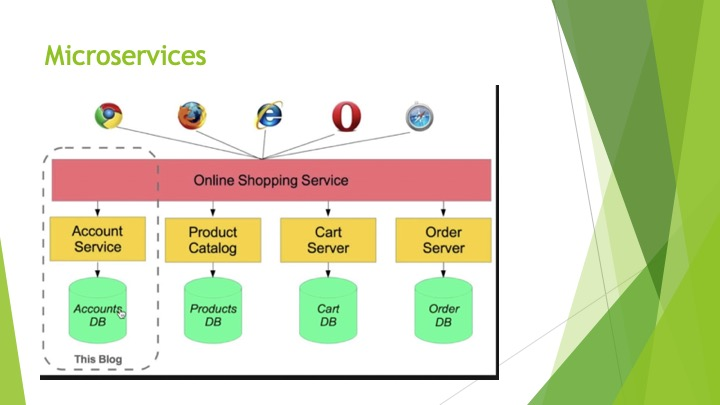 Microservices
Online Shopping Service
Account
Service
Product
Catalog
Cart
Server
Order
Server
Accounts
DB
Products
DB
Cart
DB
Order
DB
This Blog